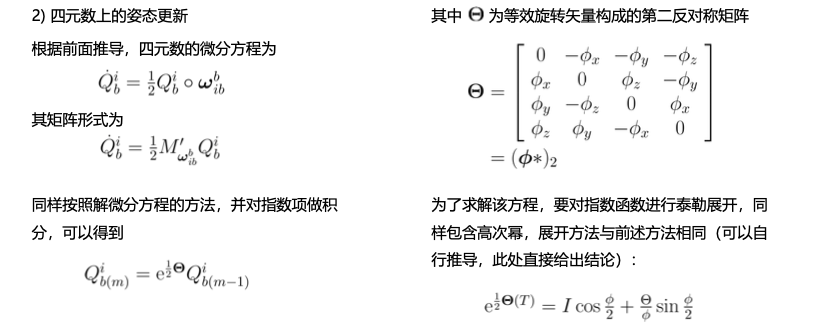 2) 四元数上的姿态更新
根据前面推导，四元数的微分方程为
$\dot{Q}_b^i = \frac{1}{2} Q_b^i \circ \boldsymbol{\omega}_{ib}^b$
其矩阵形式为
$\dot{Q}_b^i = \frac{1}{2} M'_{\boldsymbol{\omega}_{ib}^b} Q_b^i$
同样按照解微分方程的方法，并对指数项做积
分，可以得到
$Q_{b(m)}^i = \mathrm{e}^{\frac{1}{2}\boldsymbol{\Theta}} Q_{b(m-1)}^i$
其中 $\boldsymbol{\Theta}$ 为等效旋转矢量构成的第二反对称矩阵
$\boldsymbol{\Theta} = \begin{bmatrix} 0 & -\phi_x & -\phi_y & -\phi_z \\ \phi_x & 0 & \phi_z & -\phi_y \\ \phi_y & -\phi_z & 0 & \phi_x \\ \phi_z & \phi_y & -\phi_x & 0 \end{bmatrix}$
$= (\boldsymbol{\phi}*)_2$
为了求解该方程，要对指数函数进行泰勒展开，同
样包含高次幂，展开方法与前述方法相同（可以自
行推导，此处直接给出结论）：
$\mathrm{e}^{\frac{1}{2}\boldsymbol{\Theta}(T)} = I \cos \frac{\phi}{2} + \frac{\Theta}{\phi} \sin \frac{\phi}{2}$